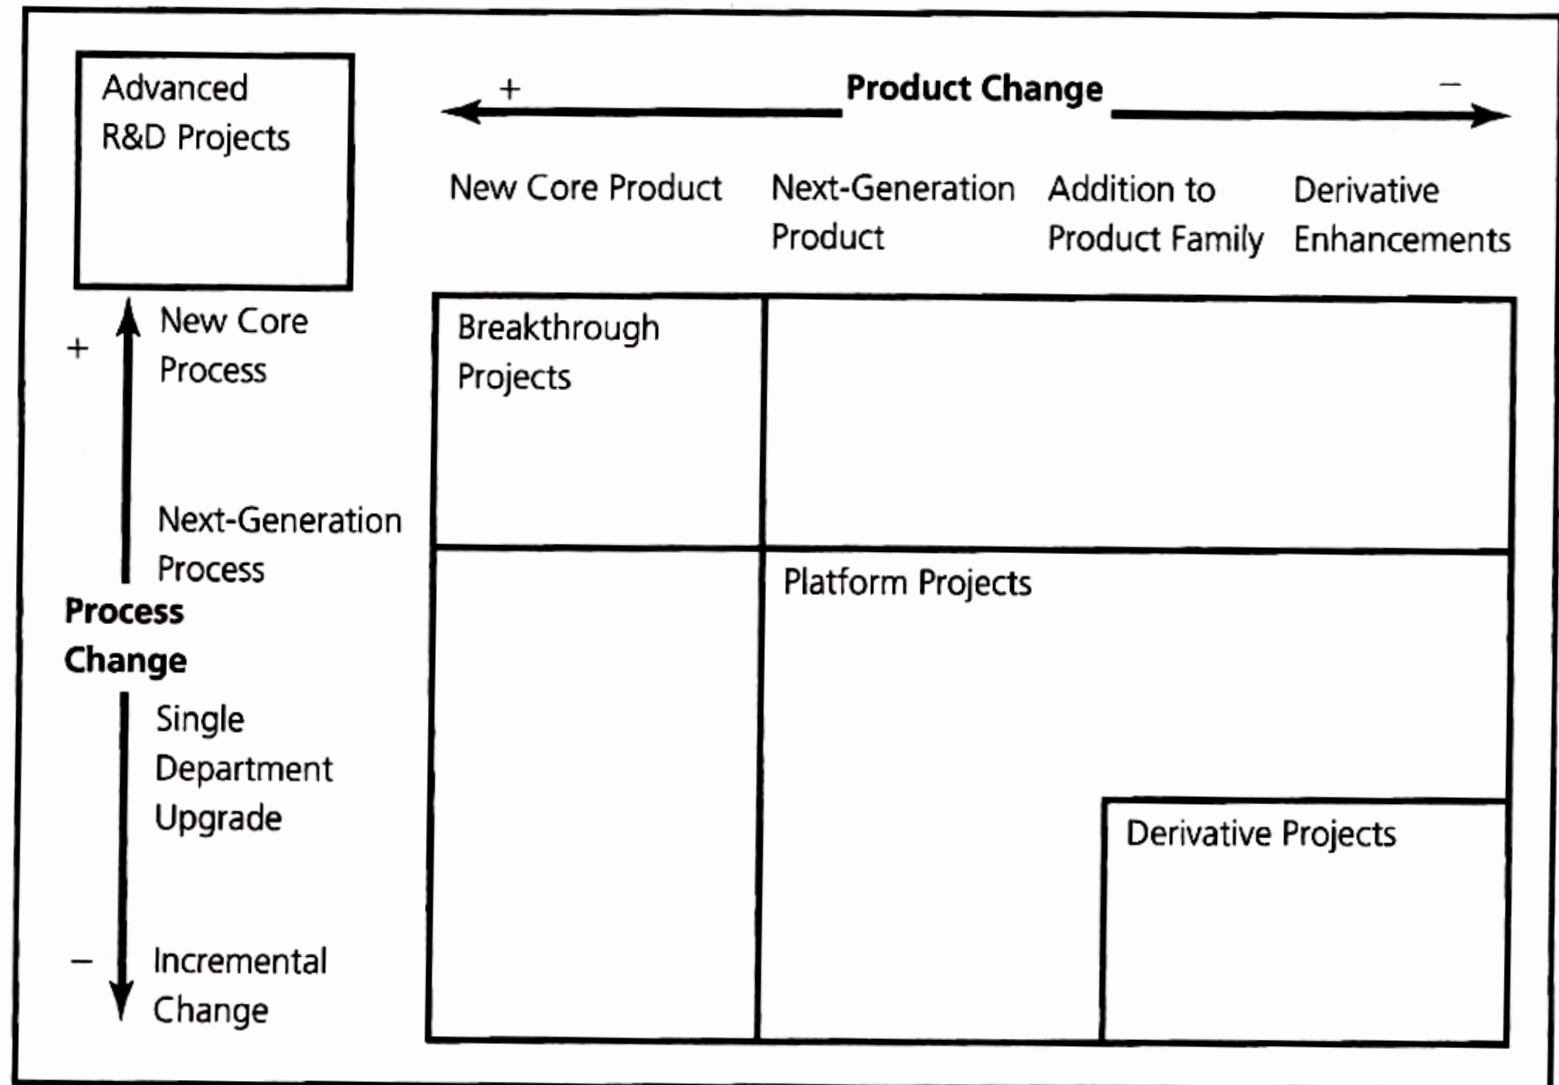 Advanced
R&D Projects
+ Product Change −
New Core Product
Next-Generation
Product
Addition to
Product Family
Derivative
Enhancements
+
New Core
Process
Next-Generation
Process
Process
Change
Single
Department
Upgrade
−
Incremental
Change
Breakthrough
Projects
Platform Projects
Derivative Projects